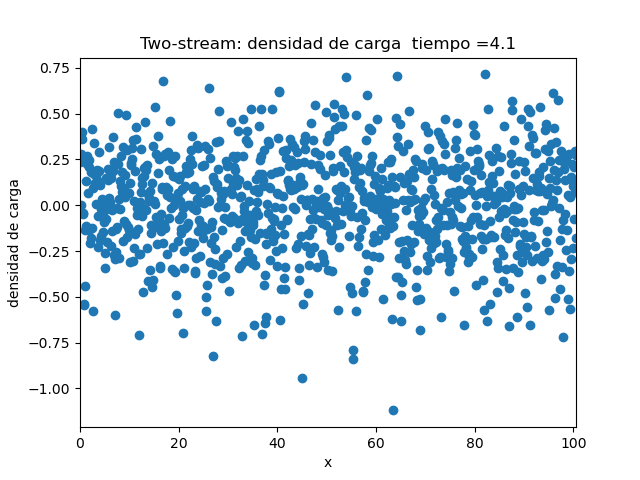 Two-stream: densidad de carga  tiempo =4.1
densidad de carga
0.75
0.50
0.25
0.00
−0.25
−0.50
−0.75
−1.00
0 20 40 60 80 100
x